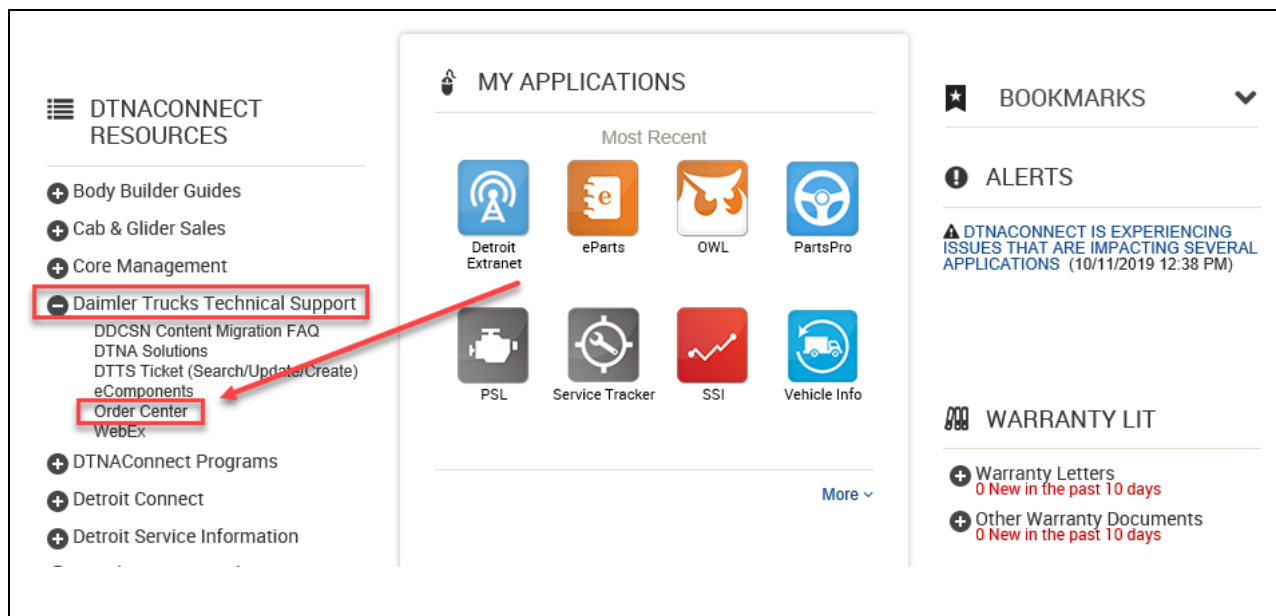 DTNACONNECT
RESOURCES
Body Builder Guides
Cab & Glider Sales
Core Management
Daimler Trucks Technical Support
DDCSN Content Migration FAQ
DTNA Solutions
DTTS Ticket (Search/Update/Create)
eComponents
Order Center
WebEx
DTNAConnect Programs
Detroit Connect
Detroit Service Information
MY APPLICATIONS
Most Recent
Detroit
Extranet
e
eParts
OWL
PartsPro
PSL
Service Tracker
SSI
Vehicle Info
More
BOOKMARKS
ALERTS
DTNACONNECT IS EXPERIENCING
ISSUES THAT ARE IMPACTING SEVERAL
APPLICATIONS (10/11/2019 12:38 PM)
WARRANTY LIT
Warranty Letters
0 New in the past 10 days
Other Warranty Documents
0 New in the past 10 days